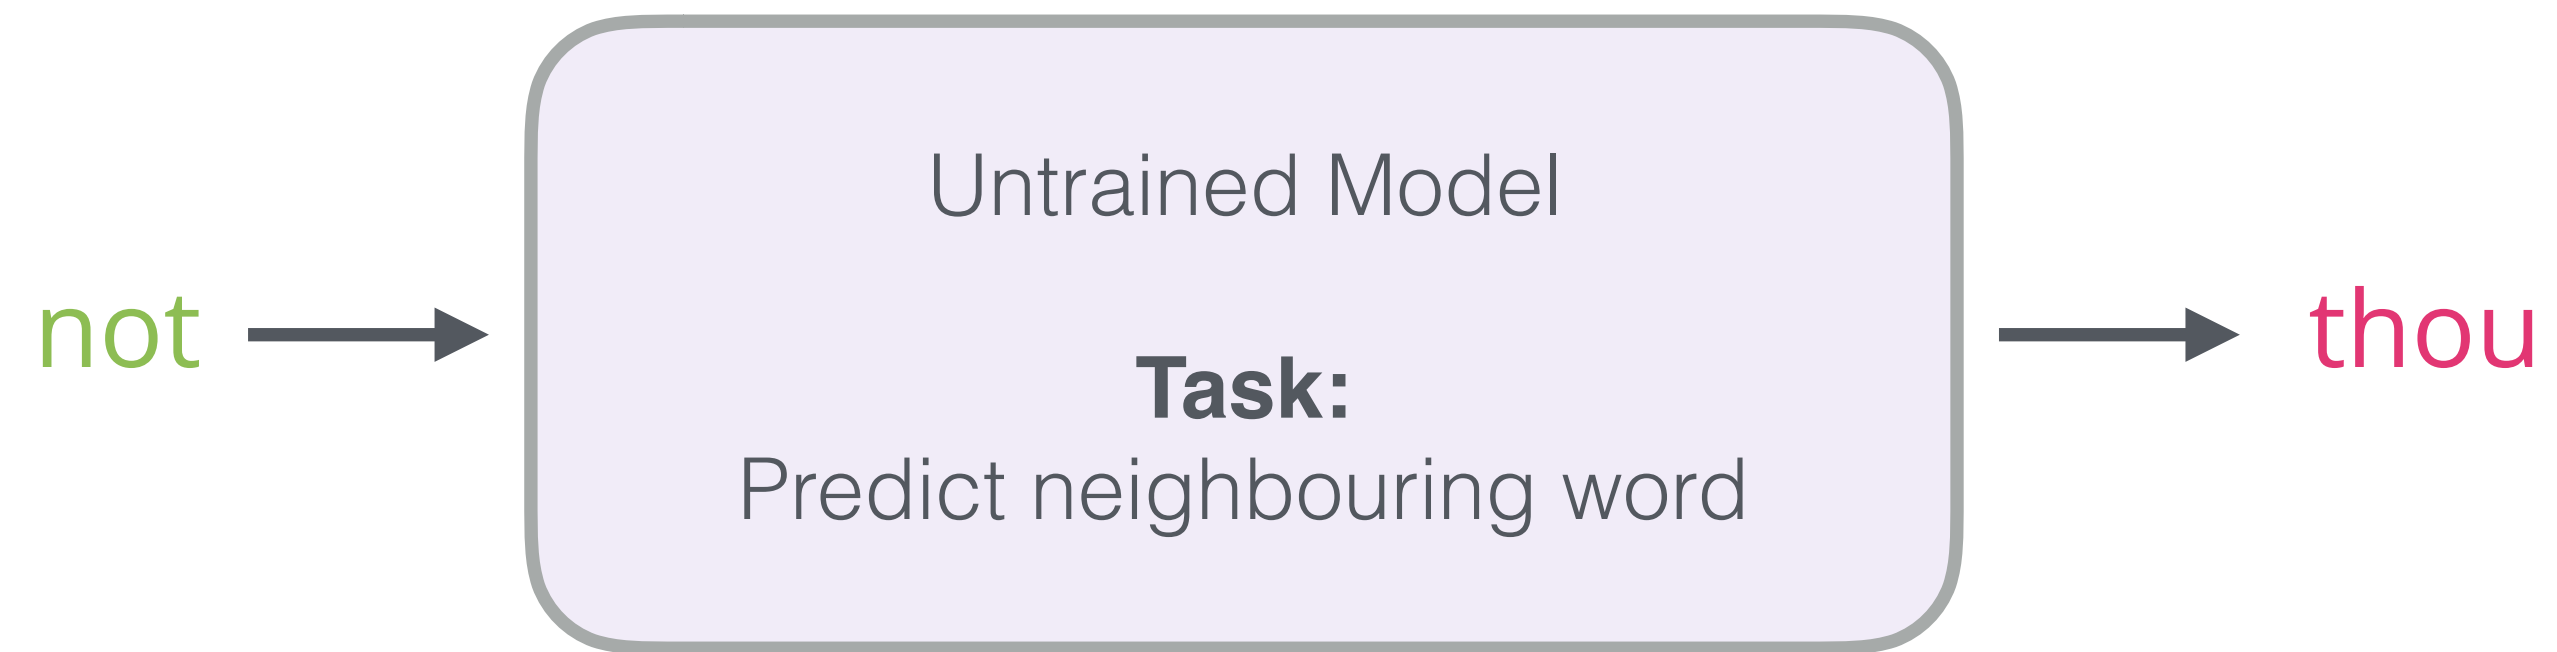 not
Untrained Model
Task:
Predict neighbouring word
thou